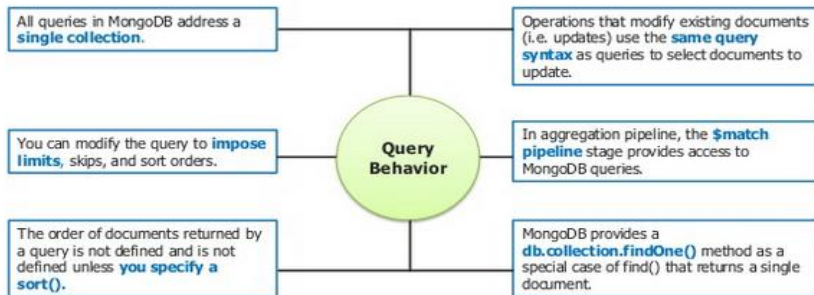 All queries in MongoDB address a
single collection.
Operations that modify existing documents
(i.e. updates) use the same query
syntax as queries to select documents to
update.
You can modify the query to impose
limits, skips, and sort orders.
Query
Behavior
In aggregation pipeline, the $match
pipeline stage provides access to
MongoDB queries.
The order of documents returned by
a query is not defined and is not
defined unless you specify a
sort().
MongoDB provides a
db.collection.findOne() method as a
special case of find() that returns a single
document.